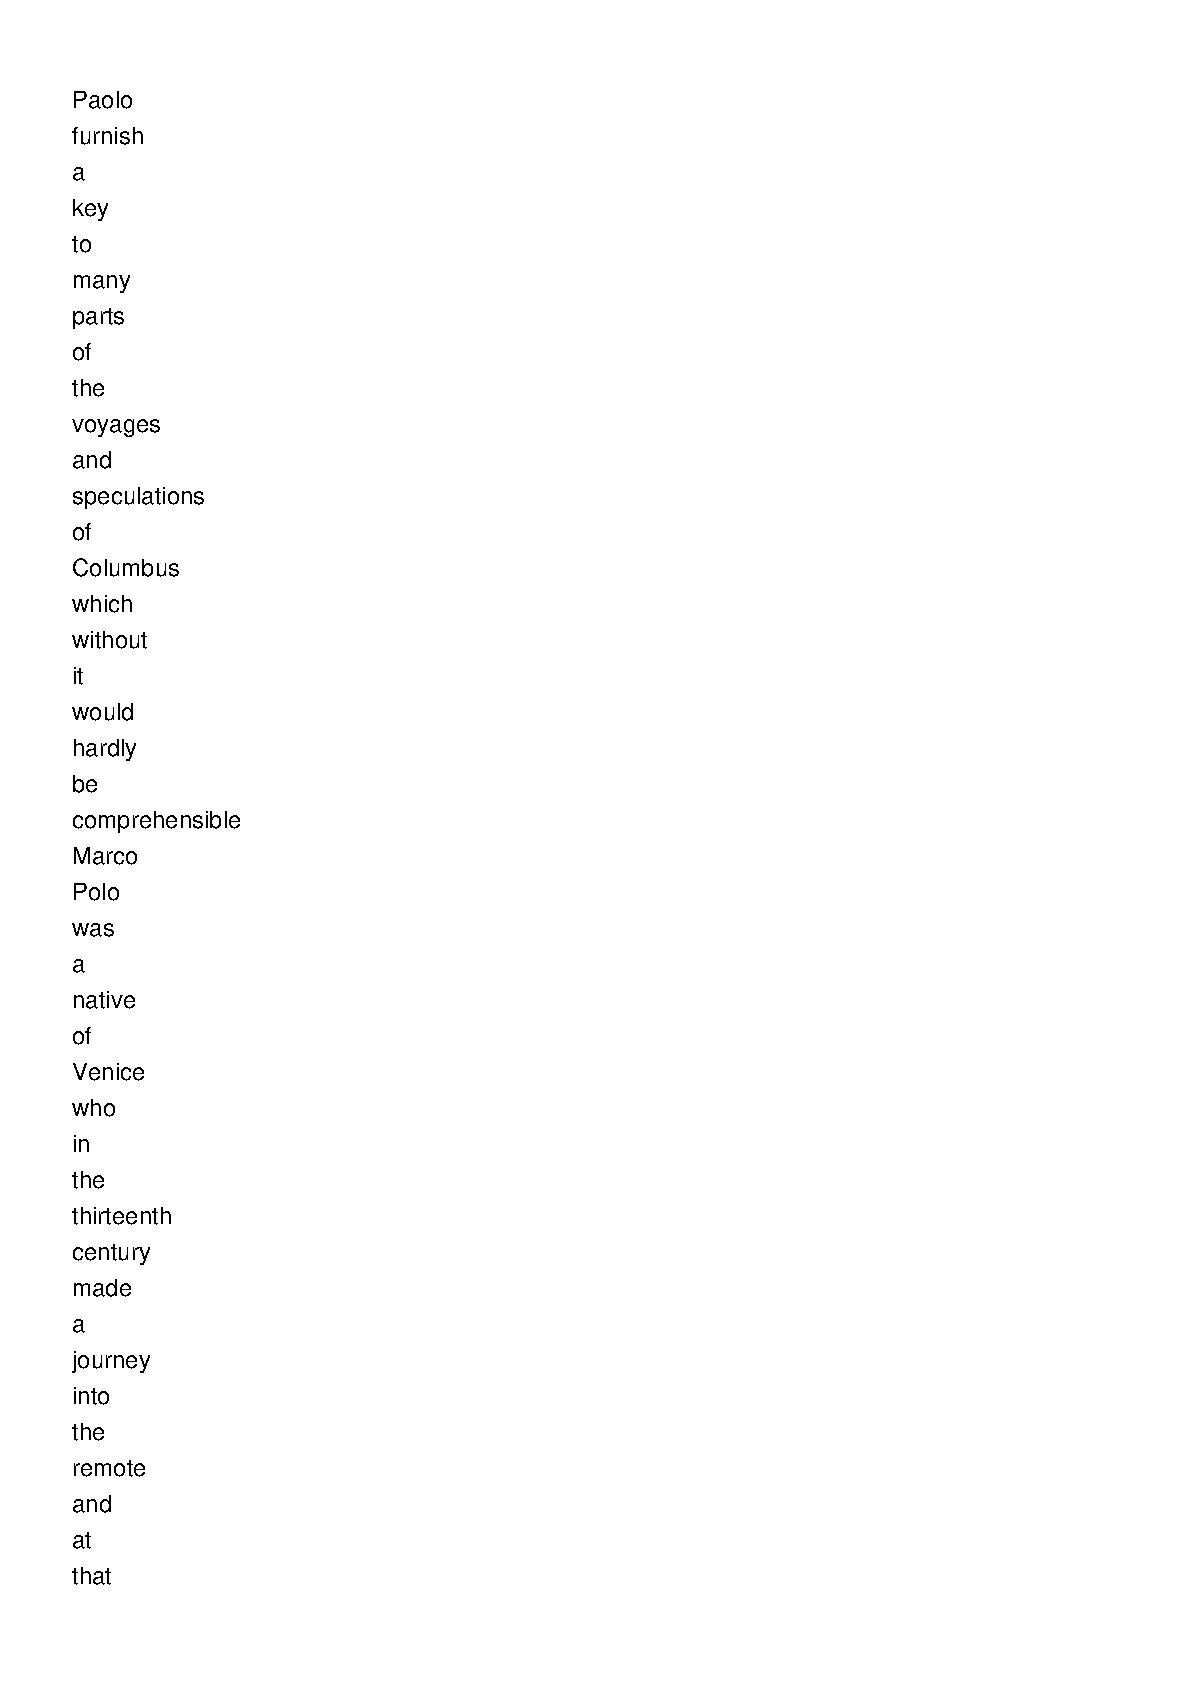 Paolo
furnish
a
key
to
many
parts
of
the
voyages
and
speculations
of
Columbus
which
without
it
would
hardly
be
comprehensible
Marco
Polo
was
a
native
of
Venice
who
in
the
thirteenth
century
made
a
journey
into
the
remote
and
at
that